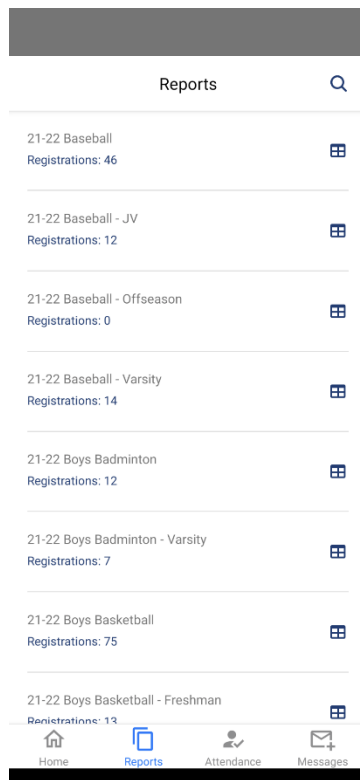 Reports
21-22 Baseball
Registrations: 46
21-22 Baseball - JV
Registrations: 12
21-22 Baseball - Offseason
Registrations: 0
21-22 Baseball - Varsity
Registrations: 14
21-22 Boys Badminton
Registrations: 12
21-22 Boys Badminton - Varsity
Registrations: 7
21-22 Boys Basketball
Registrations: 75
21-22 Boys Basketball - Freshman
Registrations: 13
Home Reports Attendance Messages